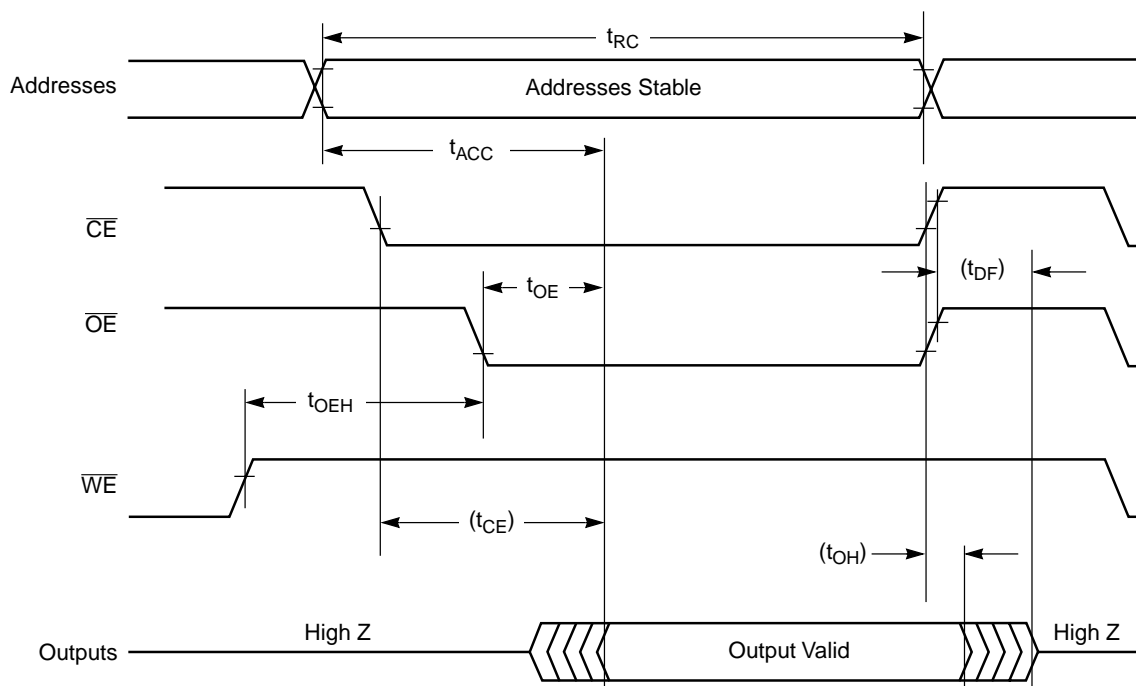 tRC
Addresses
Addresses Stable
tACC
CE
(tDF)
tOE
OE
tOEH
WE
(tCE)
(tOH)
High Z
Output Valid
High Z
Outputs